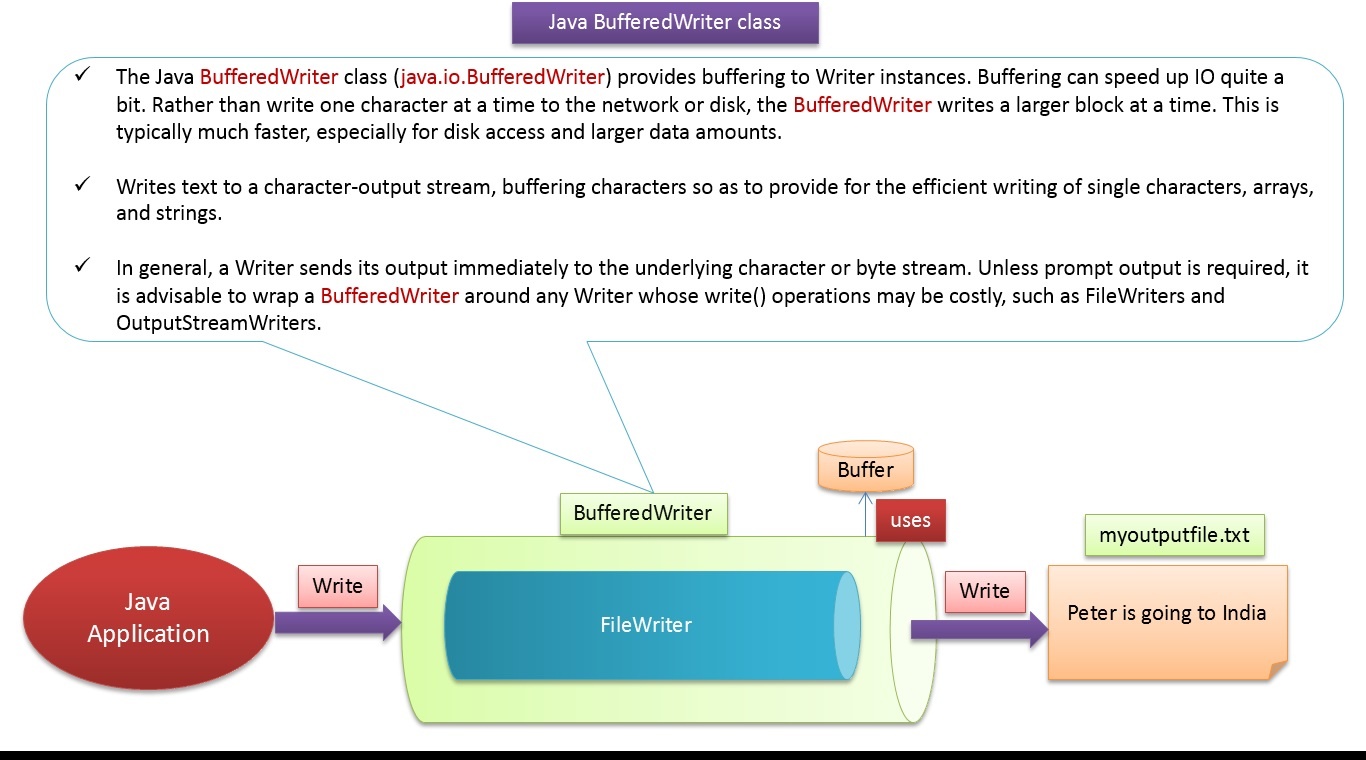 Java BufferedWriter class
✓ The Java BufferedWriter class (java.io.BufferedWriter) provides buffering to Writer instances. Buffering can speed up IO quite a
bit. Rather than write one character at a time to the network or disk, the BufferedWriter writes a larger block at a time. This is
typically much faster, especially for disk access and larger data amounts.
✓ Writes text to a character-output stream, buffering characters so as to provide for the efficient writing of single characters, arrays,
and strings.
✓ In general, a Writer sends its output immediately to the underlying character or byte stream. Unless prompt output is required, it
is advisable to wrap a BufferedWriter around any Writer whose write() operations may be costly, such as FileWriters and
OutputStreamWriters.
Buffer
BufferedWriter
uses
myoutputfile.txt
Java
Application
Write
FileWriter
Write
Peter is going to India